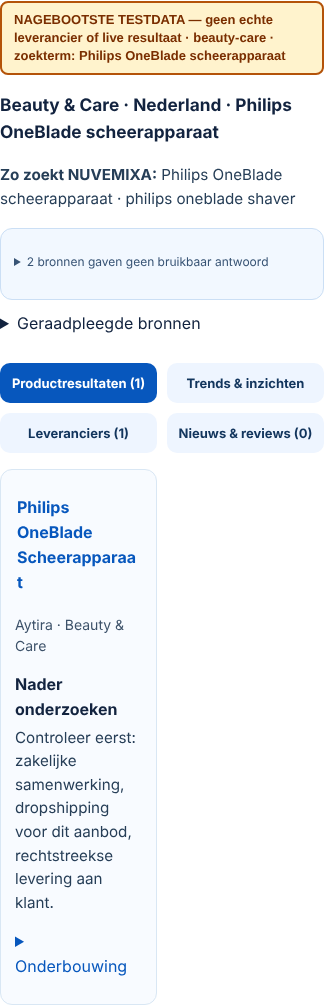 NAGEBOOTSTE TESTDATA — geen echte
leverancier of live resultaat · beauty-care ·
zoekterm: Philips OneBlade scheerapparaat
Beauty & Care · Nederland · Philips
OneBlade scheerapparaat
Zo zoekt NUVEMIXA: Philips OneBlade
scheerapparaat · philips oneblade shaver
2 bronnen gaven geen bruikbaar antwoord
Geraadpleegde bronnen
Productresultaten (1)
Trends & inzichten
Leveranciers (1)
Nieuws & reviews (0)
Philips
OneBlade
Scheerapparaa
t
Aytira · Beauty &
Care
Nader
onderzoeken
Controleer eerst:
zakelijke
samenwerking,
dropshipping
voor dit aanbod,
rechtstreekse
levering aan
klant.
Onderbouwing